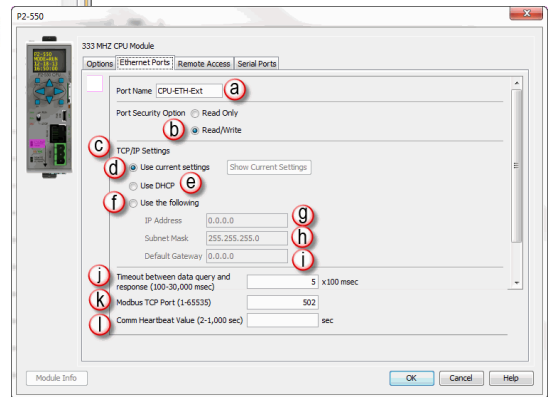 P2-550
333 MHZ CPU Module
Options Ethernet Ports Remote Access Serial Ports
Port Name CPU-ETH-Ext a
Port Security Option Read Only
b Read/Write
c TCP/IP Settings
d Use current settings Show Current Settings
Use DHCP e
f Use the following
IP Address 0.0.0.0 g
Subnet Mask 255.255.255.0 h
Default Gateway 0.0.0.0 i
j Timeout between data query and
response (100-30,000 msec) 5 x100 msec
k Modbus TCP Port (1-65535) 502
l Comm Heartbeat Value (2-1,000 sec) sec
Module Info OK Cancel Help